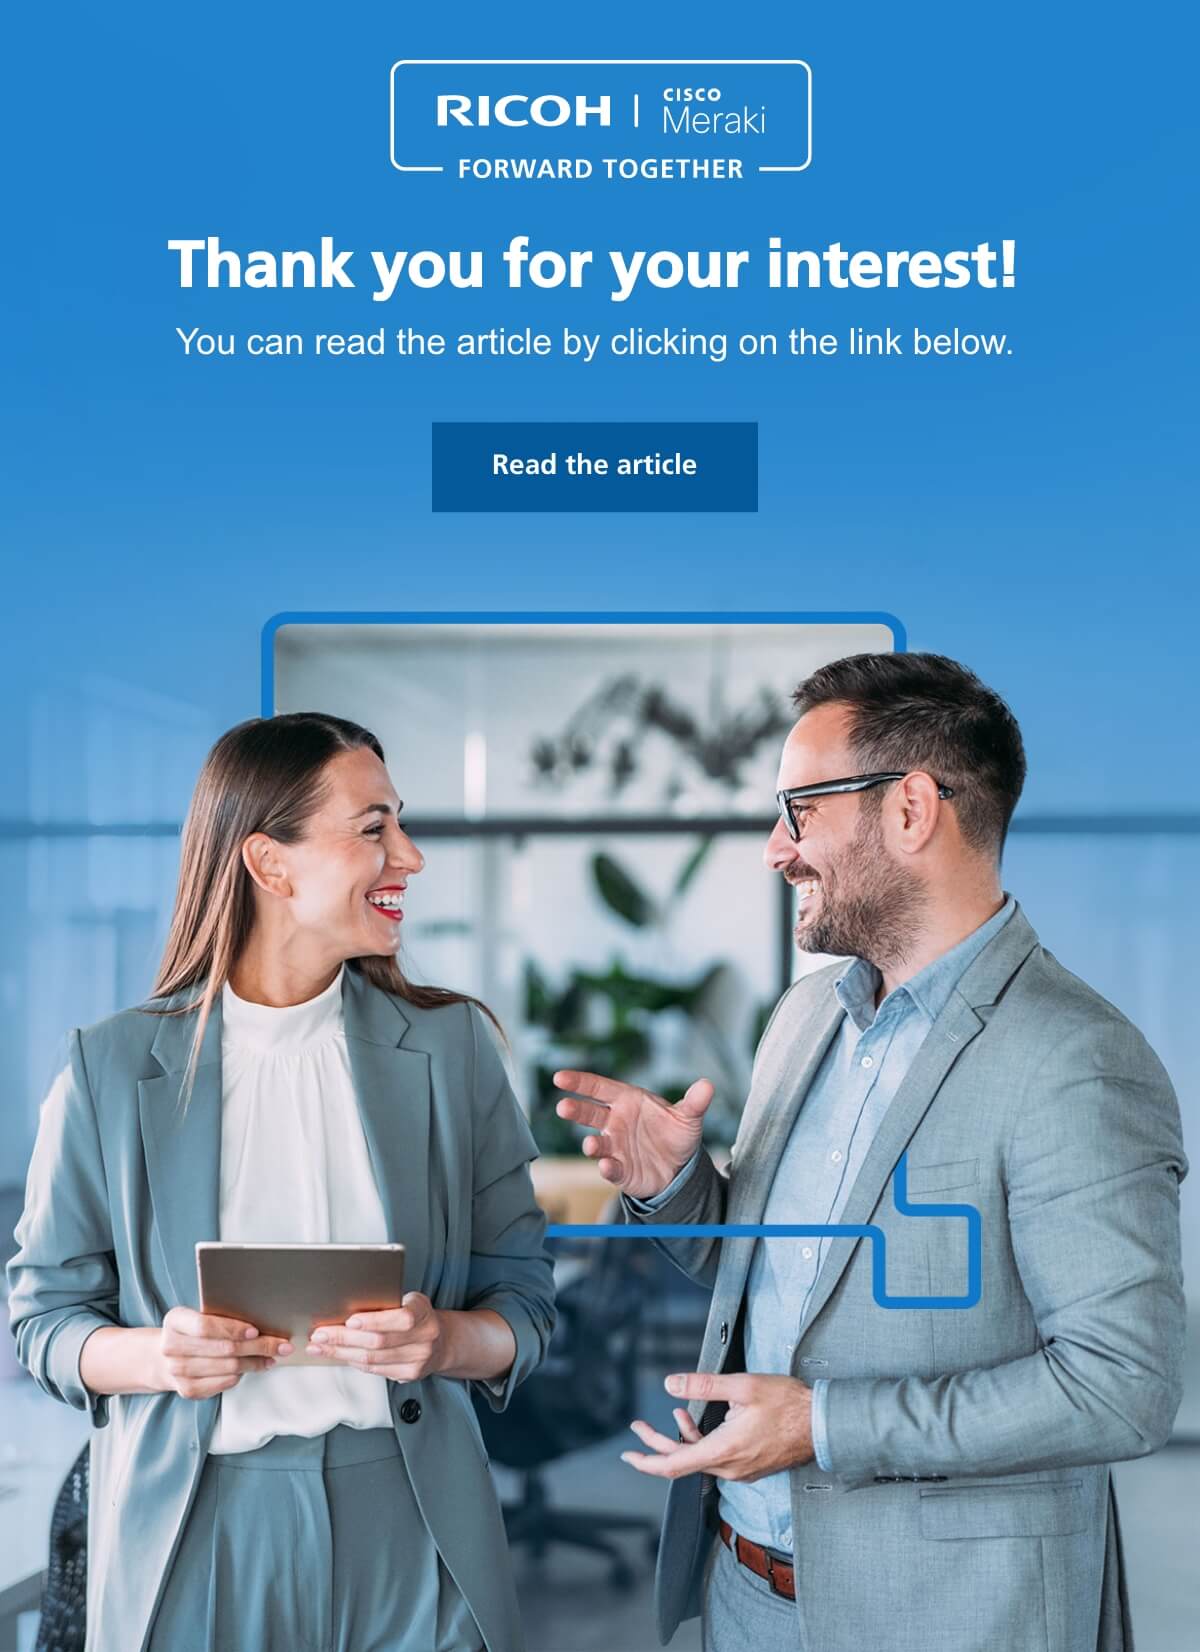 RICOH | CISCO Meraki
FORWARD TOGETHER
Thank you for your interest!
You can read the article by clicking on the link below.
Read the article